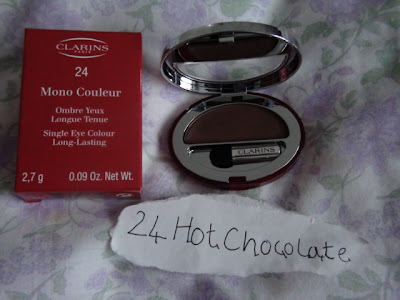 CLARINS
PARIS
24
Mono Couleur
Ombre Yeux
Longue Tenue
Single Eye Colour
Long-Lasting
2,7 g 0.09 Oz. Net Wt.
CLARINS
24 Hot Chocolate